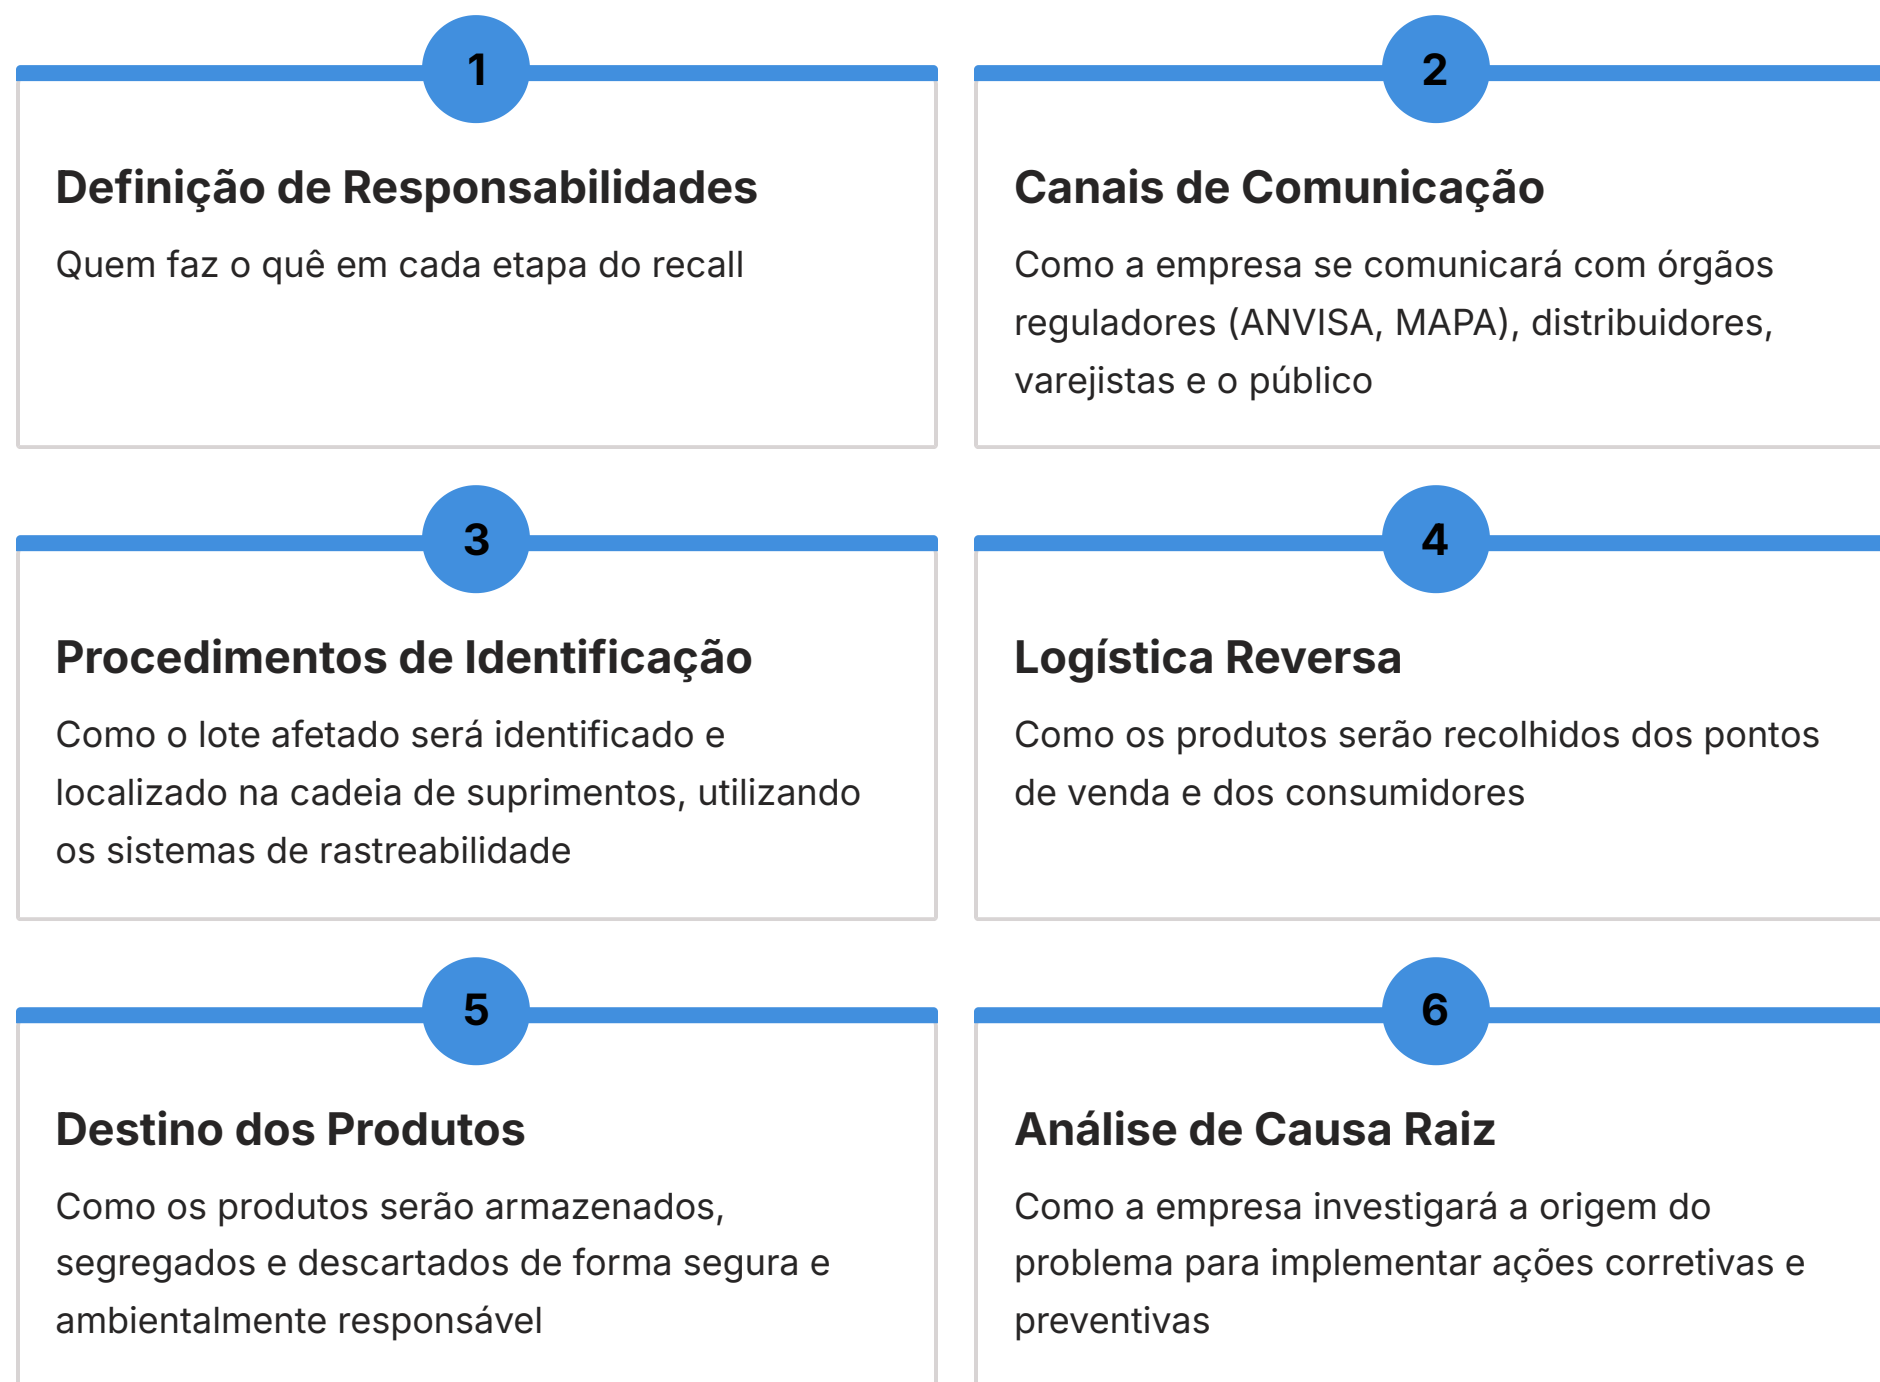 1
Definição de Responsabilidades
Quem faz o quê em cada etapa do recall
2
Canais de Comunicação
Como a empresa se comunicará com órgãos
reguladores (ANVISA, MAPA), distribuidores,
varejistas e o público
3
Procedimentos de Identificação
Como o lote afetado será identificado e
localizado na cadeia de suprimentos, utilizando
os sistemas de rastreabilidade
4
Logística Reversa
Como os produtos serão recolhidos dos pontos
de venda e dos consumidores
5
Destino dos Produtos
Como os produtos serão armazenados,
segregados e descartados de forma segura e
ambientalmente responsável
6
Análise de Causa Raiz
Como a empresa investigará a origem do
problema para implementar ações corretivas e
preventivas